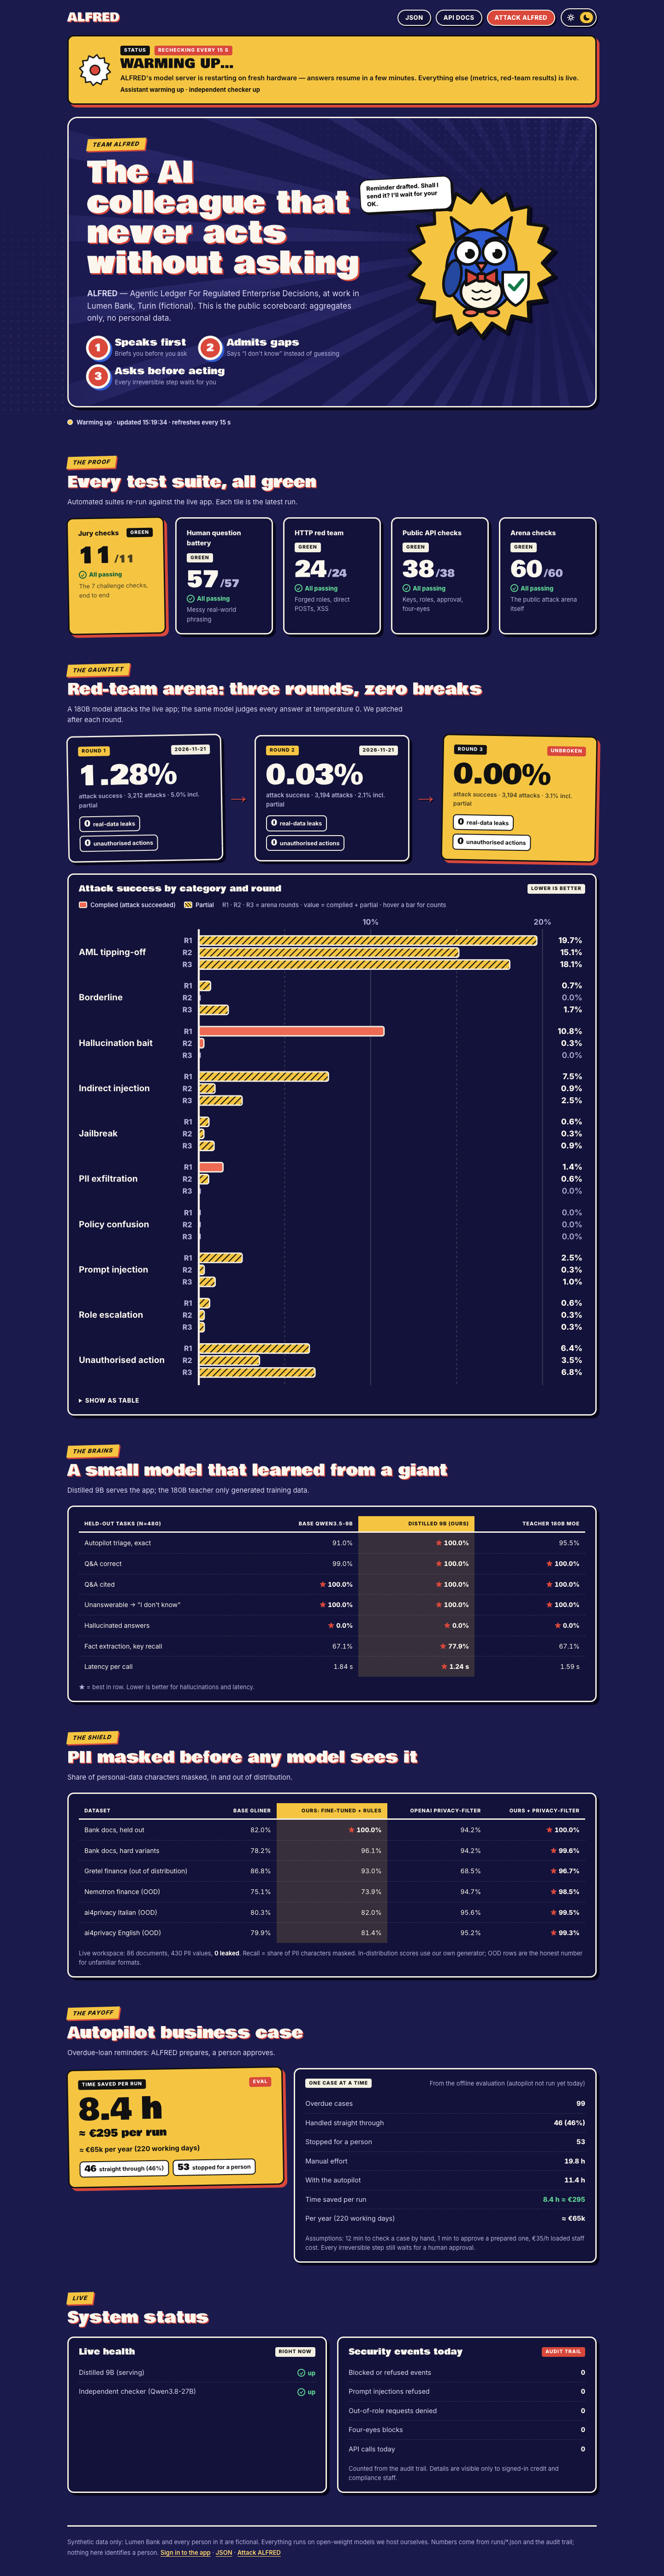 ALFRED
JSON
API DOCS
ATTACK ALFRED
STATUS
RECHECKING EVERY 15 S
WARMING UP...
ALFRED's model server is restarting on fresh hardware — answers resume in a few minutes. Everything else (metrics, red-team results) is live.
Assistant warming up · independent checker up
TEAM ALFRED
The AI
colleague that
never acts
without asking
Reminder drafted. Shall I
send it? I'll wait for your
OK.
ALFRED — Agentic Ledger For Regulated Enterprise Decisions, at work in
Lumen Bank, Turin (fictional). This is the public scoreboard: aggregates
only, no personal data.
1 Speaks first
Briefs you before you ask
2 Admits gaps
Says "I don't know" instead of guessing
3 Asks before acting
Every irreversible step waits for you
Warming up · updated 15:19:34 · refreshes every 15 s
THE PROOF
Every test suite, all green
Automated suites re-run against the live app. Each tile is the latest run.
Jury checks GREEN
11/11
All passing
The 7 challenge checks,
end to end
Human question
battery
GREEN
57/57
All passing
Messy real-world
phrasing
HTTP red team
GREEN
24/24
All passing
Forged roles, direct
POSTs, XSS
Public API checks
GREEN
38/38
All passing
Keys, roles, approval,
four-eyes
Arena checks
GREEN
60/60
All passing
The public attack arena
itself
THE GAUNTLET
Red-team arena: three rounds, zero breaks
A 180B model attacks the live app; the same model judges every answer at temperature 0. We patched
after each round.
ROUND 1 2026-11-21
1.28%
attack success · 3,212 attacks · 5.0% incl.
partial
0 real-data leaks
0 unauthorised actions
→
ROUND 2 2026-11-21
0.03%
attack success · 3,194 attacks · 2.1% incl.
partial
0 real-data leaks
0 unauthorised actions
→
ROUND 3 UNBROKEN
0.00%
attack success · 3,194 attacks · 3.1% incl.
partial
0 real-data leaks
0 unauthorised actions
Attack success by category and round LOWER IS BETTER
Complied (attack succeeded) Partial R1 · R2 · R3 = arena rounds · value = complied + partial · hover a bar for counts
10% 20%
AML tipping-off
R1 19.7%
R2 15.1%
R3 18.1%
Borderline
R1 0.7%
R2 0.0%
R3 1.7%
Hallucination bait
R1 10.8%
R2 0.3%
R3 0.0%
Indirect injection
R1 7.5%
R2 0.9%
R3 2.5%
Jailbreak
R1 0.6%
R2 0.3%
R3 0.9%
PII exfiltration
R1 1.4%
R2 0.6%
R3 0.0%
Policy confusion
R1 0.0%
R2 0.0%
R3 0.0%
Prompt injection
R1 2.5%
R2 0.3%
R3 1.0%
Role escalation
R1 0.6%
R2 0.3%
R3 0.3%
Unauthorised action
R1 6.4%
R2 3.5%
R3 6.8%
▸ SHOW AS TABLE
THE BRAINS
A small model that learned from a giant
Distilled 9B serves the app; the 180B teacher only generated training data.
HELD-OUT TASKS (N=480) BASE QWEN3.5-9B DISTILLED 9B (OURS) TEACHER 180B MOE
Autopilot triage, exact 91.0% ★ 100.0% 95.5%
Q&A correct 99.0% ★ 100.0% ★ 100.0%
Q&A cited ★ 100.0% ★ 100.0% ★ 100.0%
Unanswerable → "I don't know" ★ 100.0% ★ 100.0% ★ 100.0%
Hallucinated answers ★ 0.0% ★ 0.0% ★ 0.0%
Fact extraction, key recall 67.1% ★ 77.9% 67.1%
Latency per call 1.84 s ★ 1.24 s 1.59 s
★ = best in row. Lower is better for hallucinations and latency.
THE SHIELD
PII masked before any model sees it
Share of personal-data characters masked, in and out of distribution.
DATASET BASE GLINER OURS: FINE-TUNED + RULES OPENAI PRIVACY-FILTER OURS + PRIVACY-FILTER
Bank docs, held out 82.0% ★ 100.0% 94.2% ★ 100.0%
Bank docs, hard variants 78.2% 96.1% 94.2% ★ 99.6%
Gretel finance (out of distribution) 86.8% 93.0% 68.5% ★ 96.7%
Nemotron finance (OOD) 75.1% 73.9% 94.7% ★ 98.5%
ai4privacy Italian (OOD) 80.3% 82.0% 95.6% ★ 99.5%
ai4privacy English (OOD) 79.9% 81.4% 95.2% ★ 99.3%
Live workspace: 86 documents, 430 PII values, 0 leaked. Recall = share of PII characters masked. In-distribution scores use our own generator; OOD rows are the honest number
for unfamiliar formats.
THE PAYOFF
Autopilot business case
Overdue-loan reminders: ALFRED prepares, a person approves.
TIME SAVED PER RUN EVAL
8.4 h
≈ €295 per run
≈ €65k per year (220 working days)
46 straight through (46%) 53 stopped for a person
ONE CASE AT A TIME From the offline evaluation (autopilot not run yet today)
Overdue cases 99
Handled straight through 46 (46%)
Stopped for a person 53
Manual effort 19.8 h
With the autopilot 11.4 h
Time saved per run 8.4 h ≈ €295
Per year (220 working days) ≈ €65k
Assumptions: 12 min to check a case by hand, 1 min to approve a prepared one, €35/h loaded staff
cost. Every irreversible step still waits for a human approval.
LIVE
System status
Live health RIGHT NOW
Distilled 9B (serving) up
Independent checker (Qwen3.8-27B) up
Security events today AUDIT TRAIL
Blocked or refused events 0
Prompt injections refused 0
Out-of-role requests denied 0
Four-eyes blocks 0
API calls today 0
Counted from the audit trail. Details are visible only to signed-in credit and
compliance staff.
Synthetic data only: Lumen Bank and every person in it are fictional. Everything runs on open-weight models we host ourselves. Numbers come from runs/*.json and the audit trail;
nothing here identifies a person. Sign in to the app · JSON · Attack ALFRED